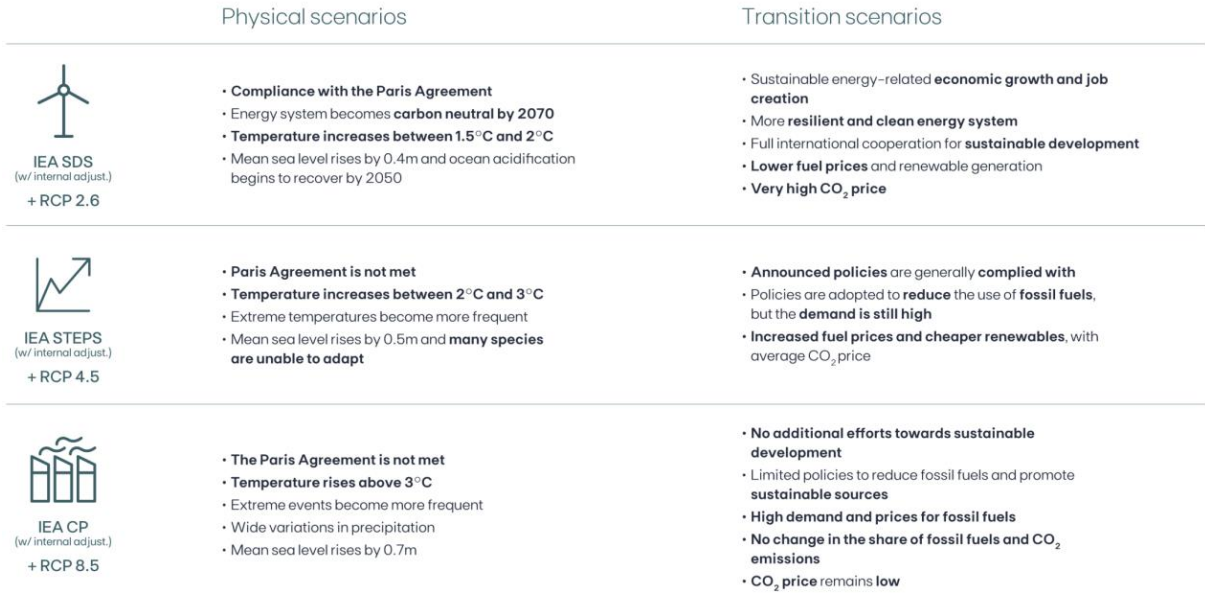 Physical scenarios
Transition scenarios
IEA SDS
(w/ internal adjust.)
+ RCP 2.6
• Compliance with the Paris Agreement
• Energy system becomes carbon neutral by 2070
• Temperature increases between 1.5°C and 2°C
• Mean sea level rises by 0.4m and ocean acidification
begins to recover by 2050
• Sustainable energy-related economic growth and job
creation
• More resilient and clean energy system
• Full international cooperation for sustainable development
• Lower fuel prices and renewable generation
• Very high CO₂ price
IEA STEPS
(w/ internal adjust.)
+ RCP 4.5
• Paris Agreement is not met
• Temperature increases between 2°C and 3°C
• Extreme temperatures become more frequent
• Mean sea level rises by 0.5m and many species
are unable to adapt
• Announced policies are generally complied with
• Policies are adopted to reduce the use of fossil fuels,
but the demand is still high
• Increased fuel prices and cheaper renewables, with
average CO₂ price
IEA CP
(w/ internal adjust.)
+ RCP 8.5
• The Paris Agreement is not met
• Temperature rises above 3°C
• Extreme events become more frequent
• Wide variations in precipitation
• Mean sea level rises by 0.7m
• No additional efforts towards sustainable
development
• Limited policies to reduce fossil fuels and promote
sustainable sources
• High demand and prices for fossil fuels
• No change in the share of fossil fuels and CO₂
emissions
• CO₂ price remains low